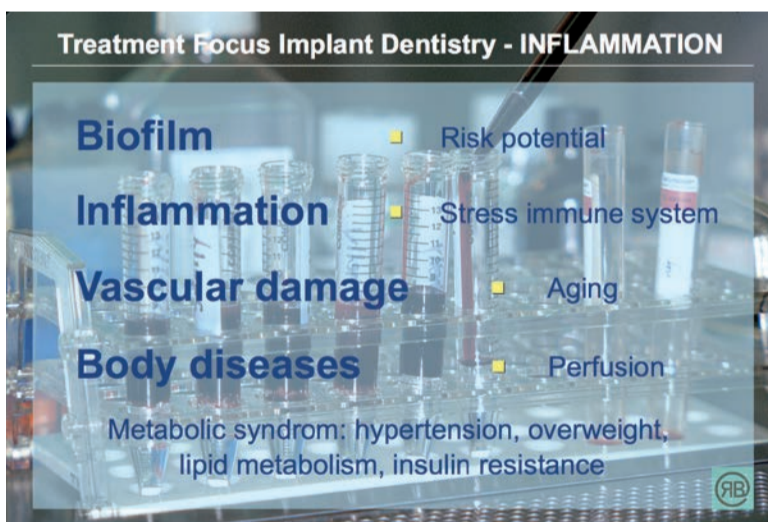 Treatment Focus Implant Dentistry - INFLAMMATION
Biofilm Risk potential
Inflammation Stress immune system
Vascular damage Aging
Body diseases Perfusion
Metabolic syndrom: hypertension, overweight,
lipid metabolism, insulin resistance